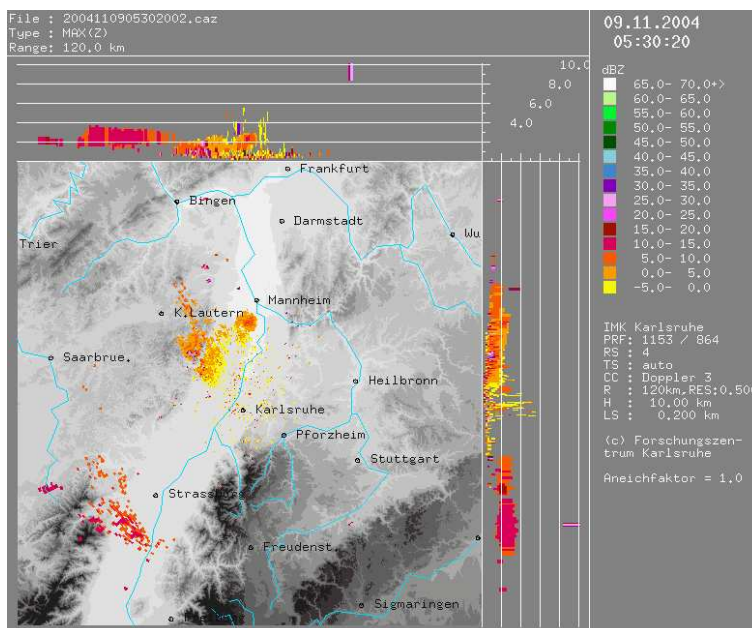 File : 2004110905302002.caz
Type : MAX(Z)
Range: 120.0 km
09.11.2004
05:30:20
10.0
8.0
6.0
4.0
dBZ
65.0- 70.0+>
60.0- 65.0
55.0- 60.0
50.0- 55.0
45.0- 50.0
40.0- 45.0
35.0- 40.0
30.0- 35.0
25.0- 30.0
20.0- 25.0
15.0- 20.0
10.0- 15.0
5.0- 10.0
0.0- 5.0
-5.0- 0.0
Frankfurt
Bingen
Darmstadt
Wu
Trier
Mannheim
K.Lautern
Saarbrue.
Heilbronn
Karlsruhe
Pforzheim
Stuttgart
Freudenst.
Sigmaringen
IMK Karlsruhe
PRF: 1153 / 864
RS : 4
TS : auto
CC : Doppler 3
R : 120km,RES:0.500
H : 10.00 km
LS : 0.200 km
(c) Forschungszen-
trum Karlsruhe
Aneichfaktor = 1.0